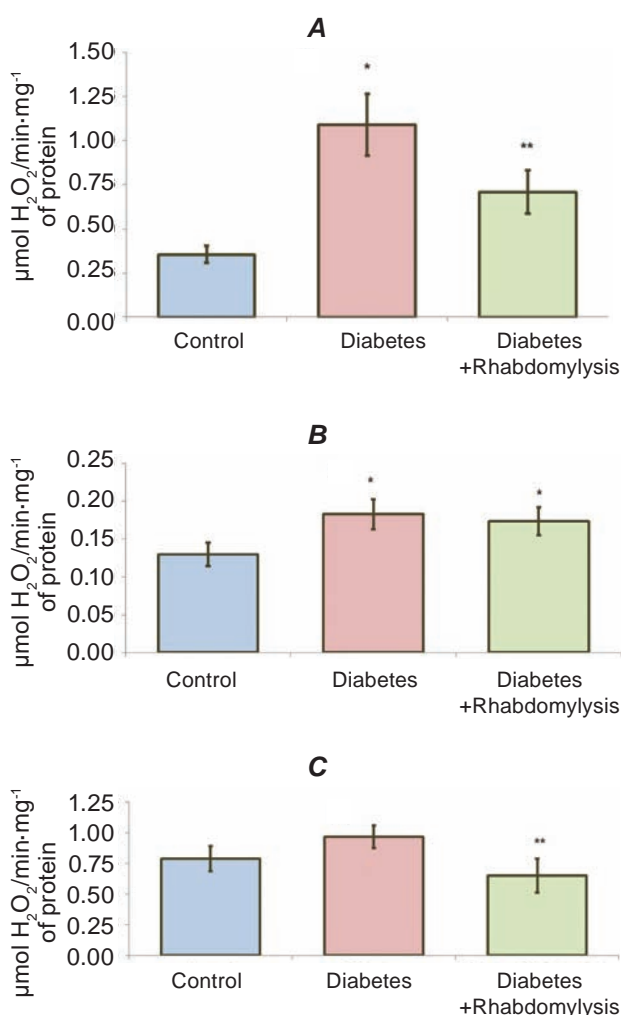 A
μmol H₂O₂/min·mg⁻¹
of protein
1.50
1.25
1.00
0.75
0.50
0.25
0.00
*
**
Control
Diabetes
Diabetes
+Rhabdomylysis
B
μmol H₂O₂/min·mg⁻¹
of protein
0.25
0.20
0.15
0.10
0.05
0.00
*
*
Control
Diabetes
Diabetes
+Rhabdomylysis
C
μmol H₂O₂/min·mg⁻¹
of protein
1.25
1.00
0.75
0.50
0.25
0.00
**
Control
Diabetes
Diabetes
+Rhabdomylysis